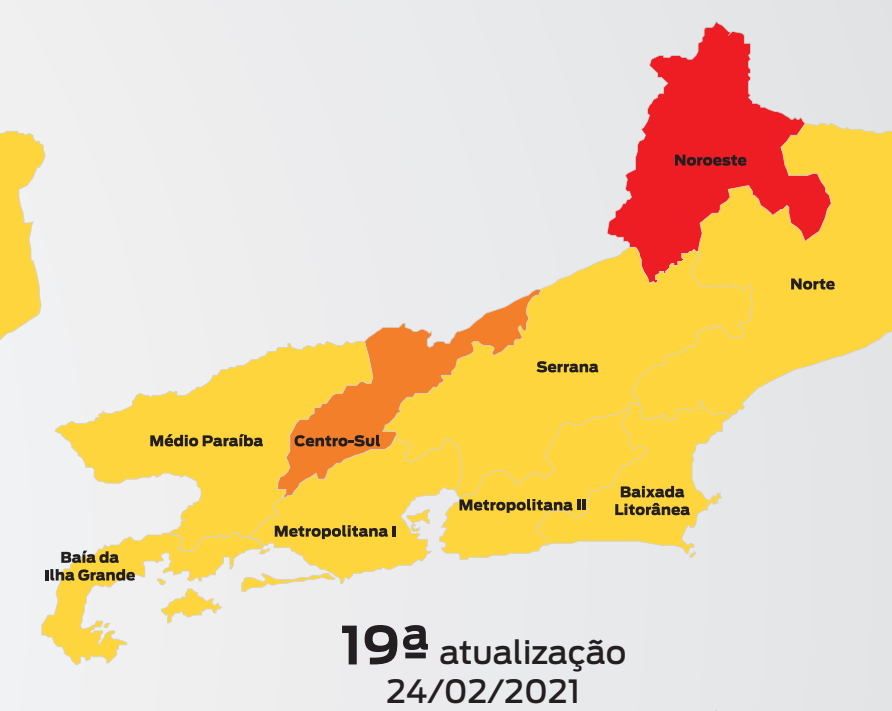 Noroeste
Norte
Serrana
Médio Paraíba
Centro-Sul
Baixada
Litorânea
Metropolitana II
Metropolitana I
Baía da
Ilha Grande
19ª atualização
24/02/2021